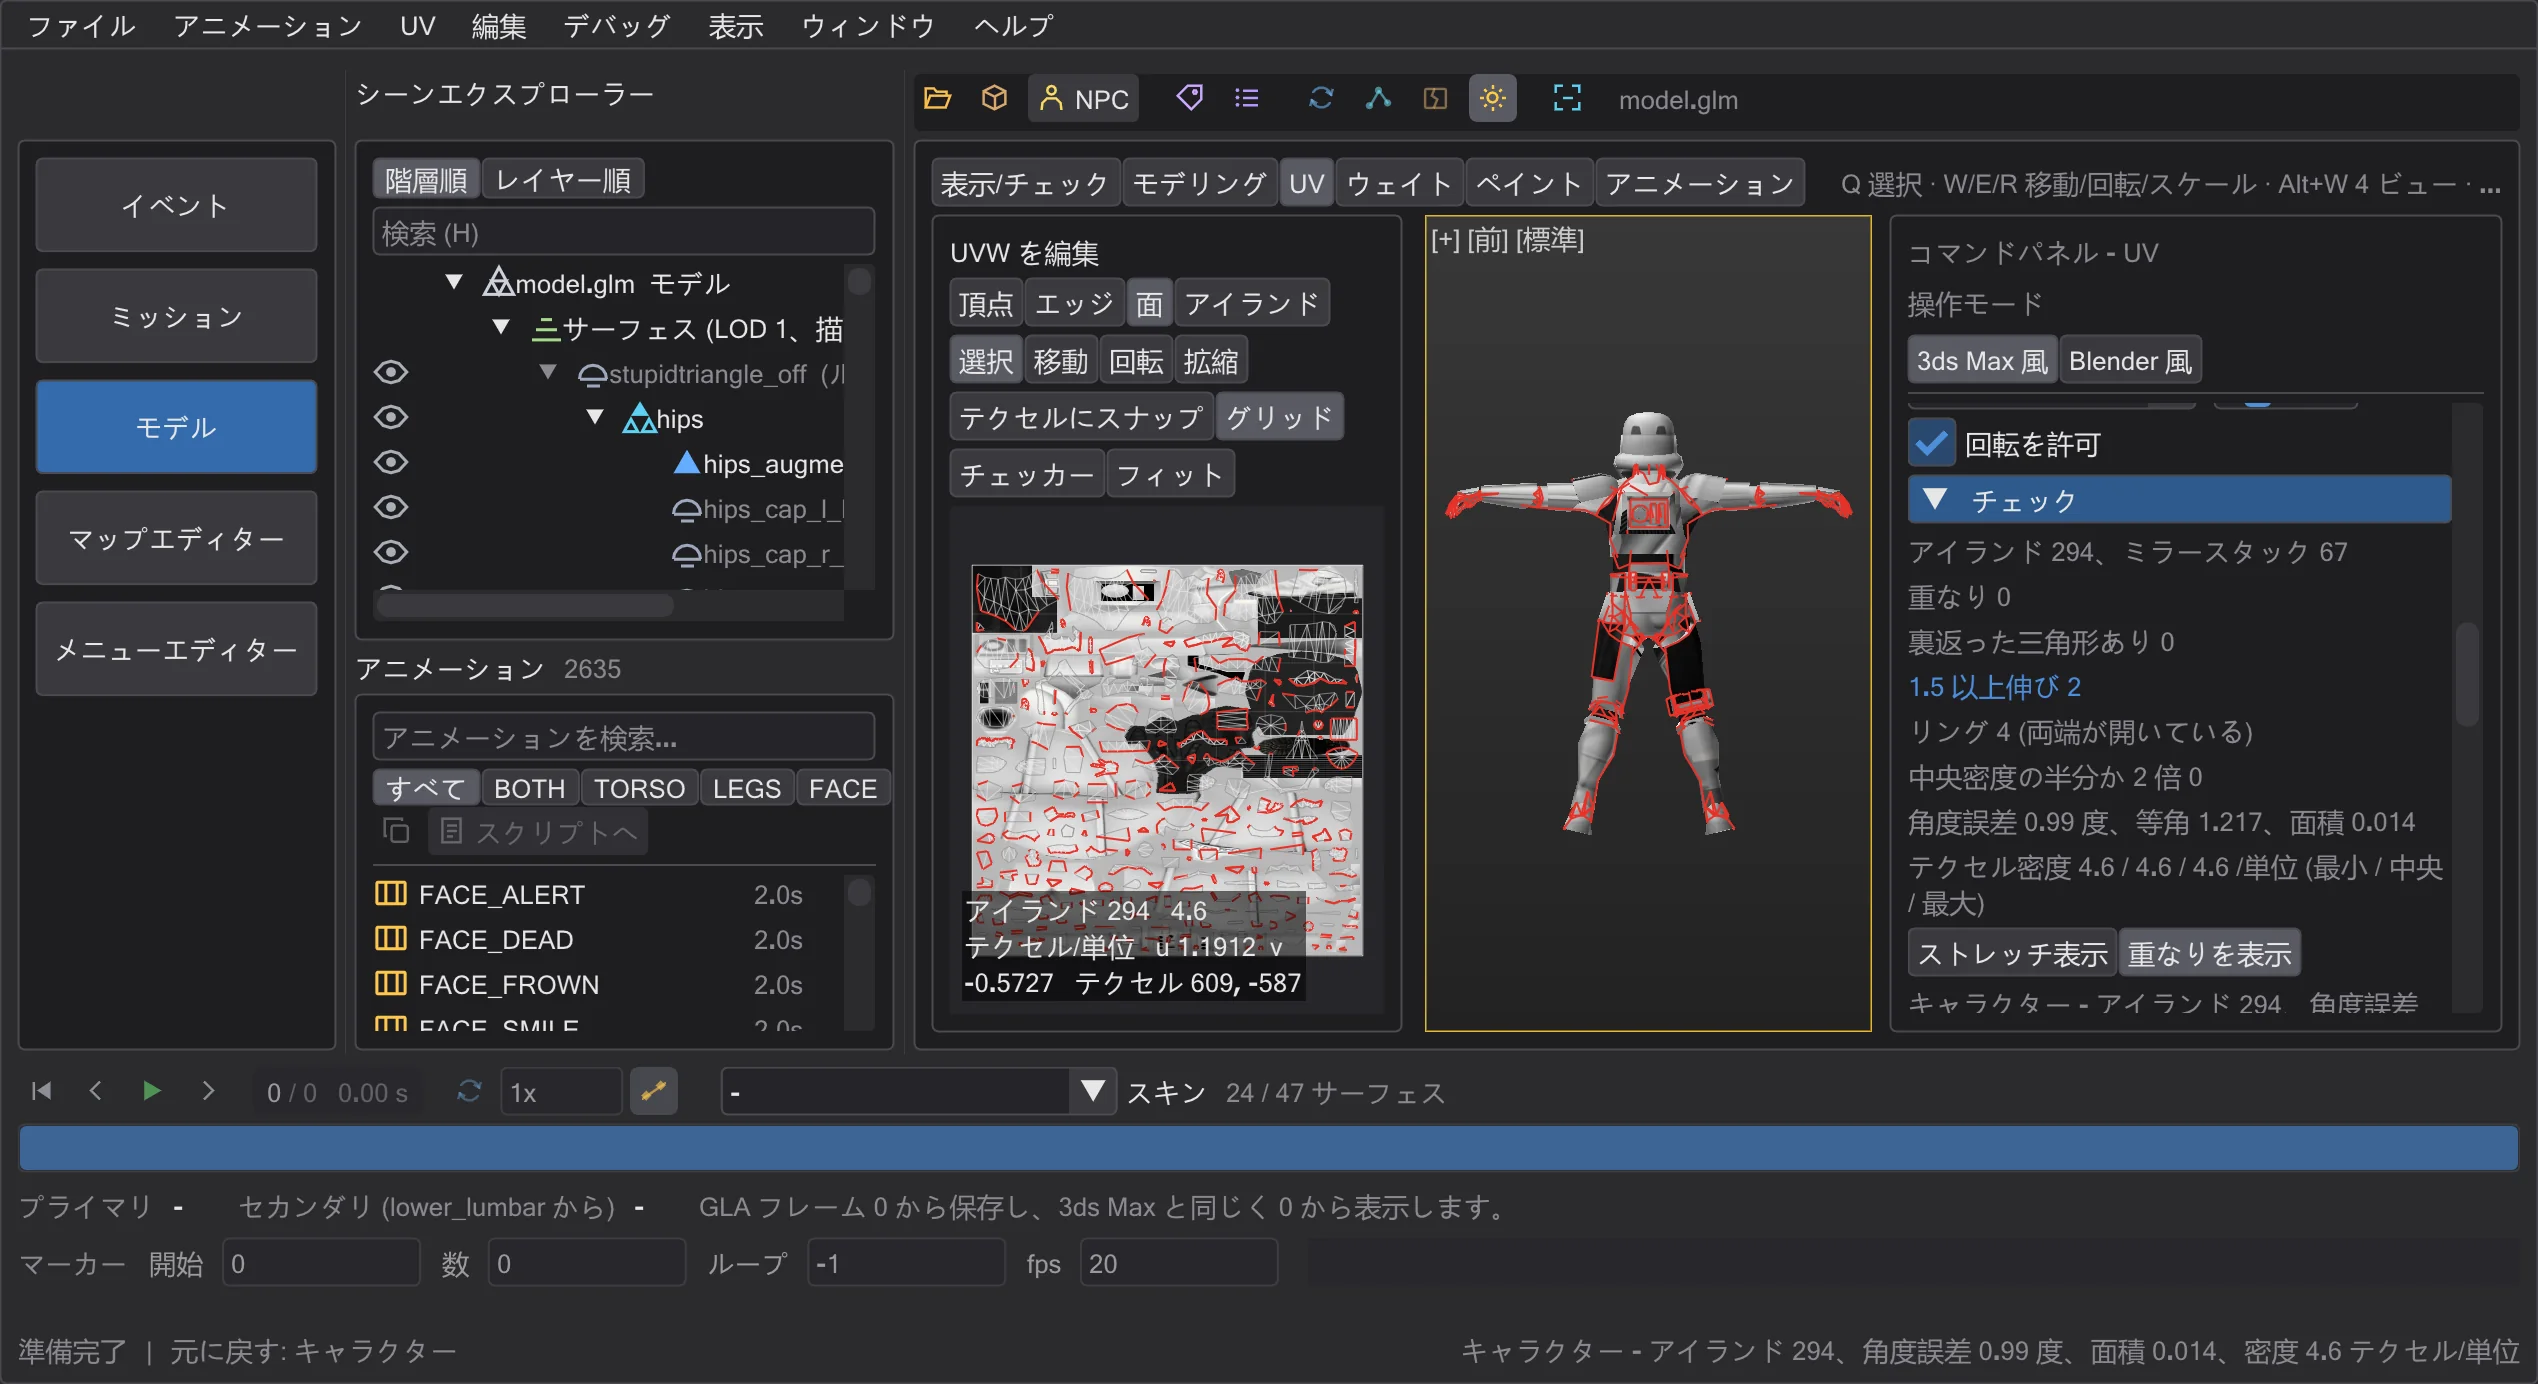 ファイル アニメーション UV 編集 デバッグ 表示 ウィンドウ ヘルプ
イベント
ミッション
モデル
マップエディター
メニューエディター
シーンエクスプローラー
階層順 レイヤー順
検索 (H)
model.glm モデル
サーフェス (LOD 1、描
stupidtriangle_off
hips
hips_augme
hips_cap_l_
hips_cap_r_
アニメーション 2635
アニメーションを検索...
すべて BOTH TORSO LEGS FACE
スクリプトへ
FACE_ALERT 2.0s
FACE_DEAD 2.0s
FACE_FROWN 2.0s
FACE_SMILE 2.0s
NPC model.glm
表示/チェック モデリング UV ウェイト ペイント アニメーション Q 選択 · W/E/R 移動/回転/スケール · Alt+W 4 ビュー · ...
UVW を編集
頂点 エッジ 面 アイランド
選択 移動 回転 拡縮
テクセルにスナップ グリッド
チェッカー フィット
アイランド 294 4.6
テクセル/単位 u 1.1912 v
-0.5727 テクセル 609, -587
[+] [前] [標準]
コマンドパネル - UV
操作モード
3ds Max 風 Blender 風
回転を許可
▼ チェック
アイランド 294、ミラースタック 67
重なり 0
裏返った三角形あり 0
1.5 以上伸び 2
リング 4 (両端が開いている)
中央密度の半分か 2 倍 0
角度誤差 0.99 度、等角 1.217、面積 0.014
テクセル密度 4.6 / 4.6 / 4.6 /単位 (最小 / 中央
/ 最大)
ストレッチ表示 重なりを表示
キャラクター - アイランド 294、角度誤差
0 / 0 0.00 s 1x - スキン 24 / 47 サーフェス
プライマリ - セカンダリ (lower_lumbar から) - GLA フレーム 0 から保存し、3ds Max と同じく 0 から表示します。
マーカー 開始 0 数 0 ループ -1 fps 20
準備完了 | 元に戻す: キャラクター
キャラクター - アイランド 294、角度誤差 0.99 度、面積 0.014、密度 4.6 テクセル/単位